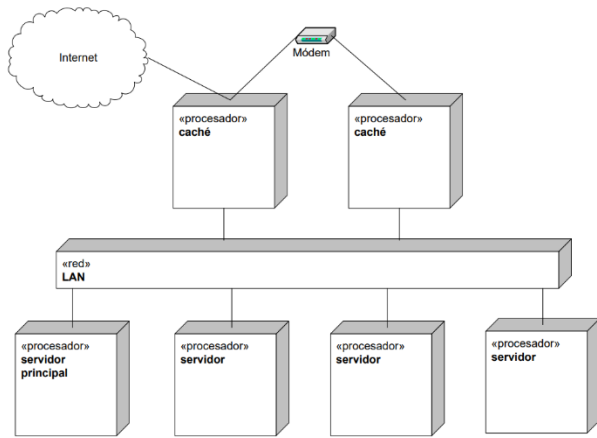 Internet
Módem
«procesador»
caché
«procesador»
caché
«red»
LAN
«procesador»
servidor
principal
«procesador»
servidor
«procesador»
servidor
«procesador»
servidor